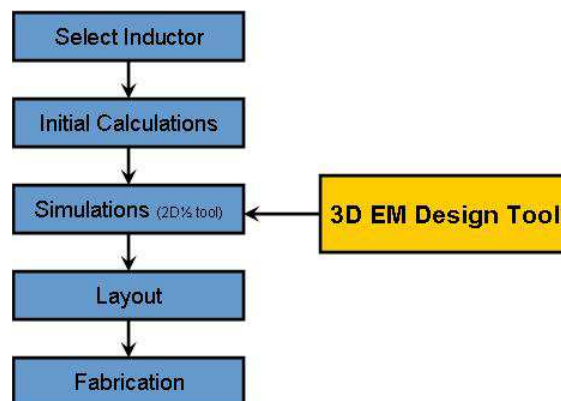 Select Inductor
Initial Calculations
Simulations (2D½ tool)
3D EM Design Tool
Layout
Fabrication